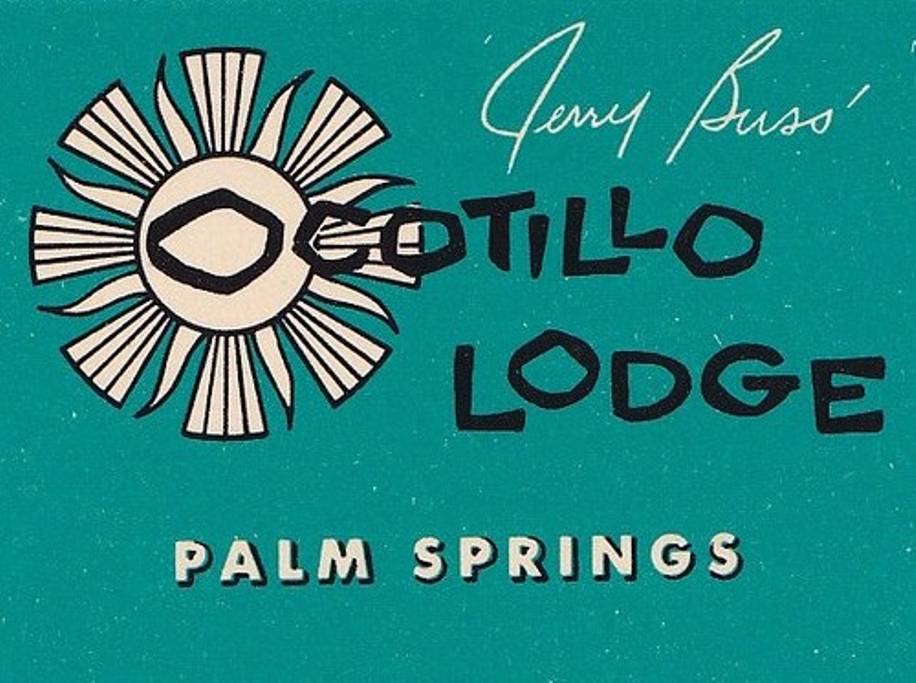 Jerry Buss'
OCOTILLO
LODGE
PALM SPRINGS